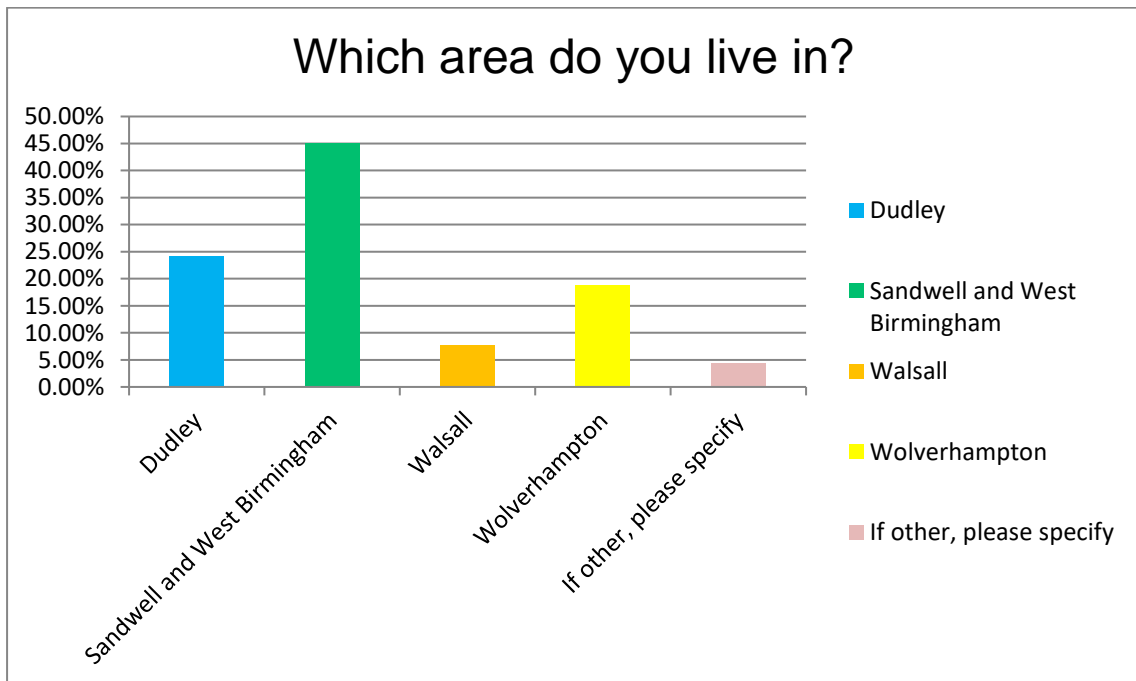 Which area do you live in?
50.00%
45.00%
40.00%
35.00%
30.00%
25.00%
20.00%
15.00%
10.00%
5.00%
0.00%
Dudley
Sandwell and West Birmingham
Walsall
Wolverhampton
If other, please specify
Dudley
Sandwell and West
Birmingham
Walsall
Wolverhampton
If other, please specify